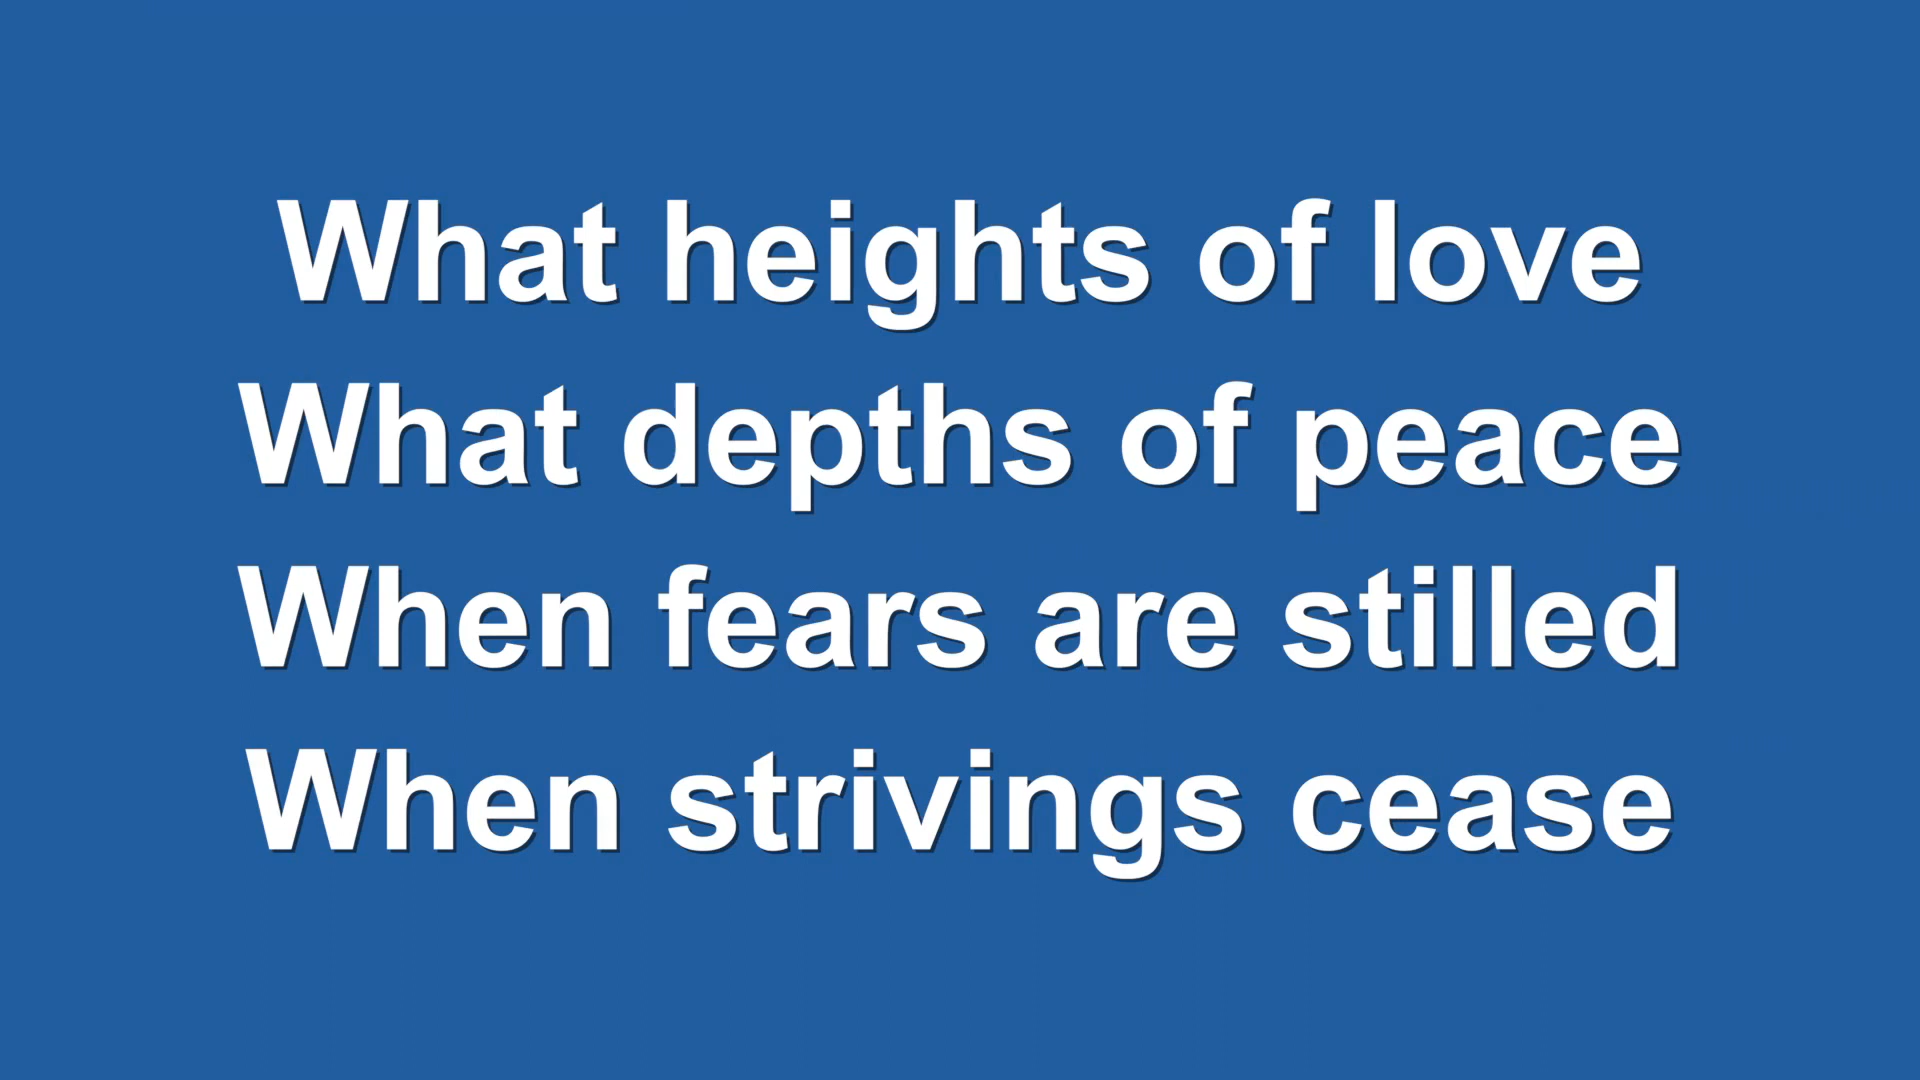 What heights of love
What depths of peace
When fears are stilled
When strivings cease